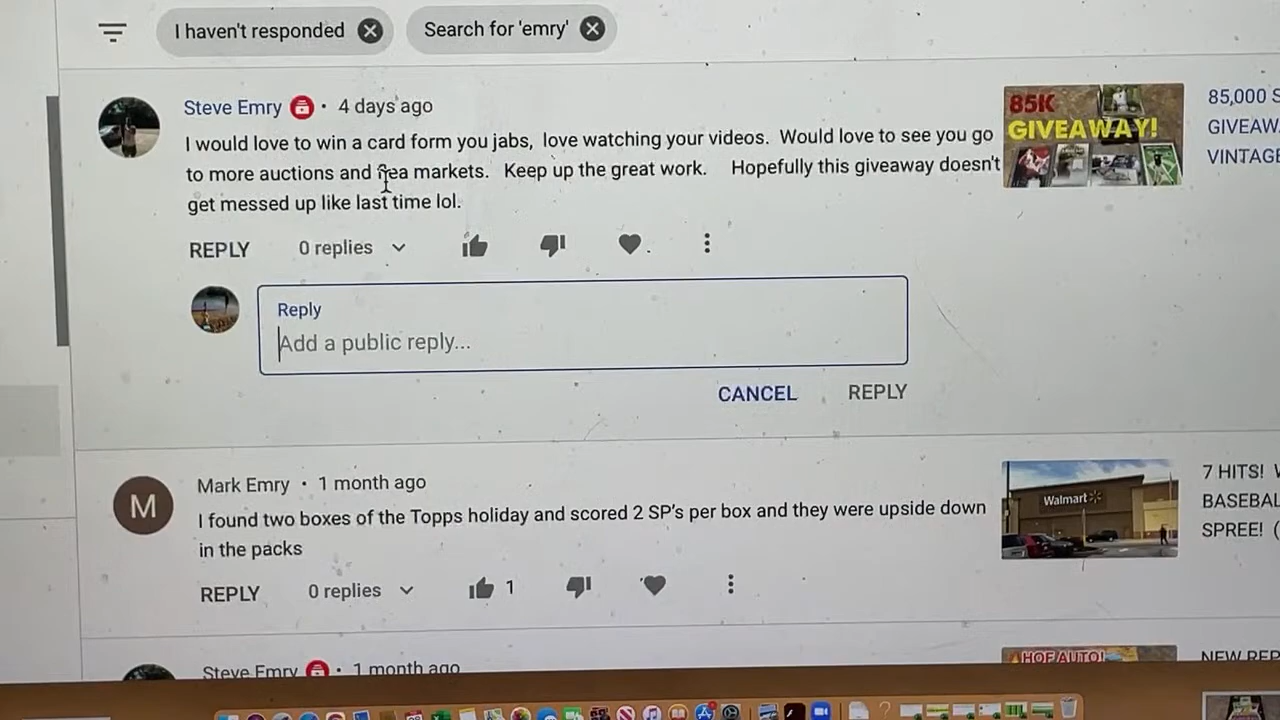 I haven't responded
Search for 'emry'
Steve Emry • 4 days ago
I would love to win a card form you jabs, love watching your videos. Would love to see you go
to more auctions and flea markets. Keep up the great work. Hopefully this giveaway doesn't
get messed up like last time lol.
REPLY 0 replies
Reply
Add a public reply...
CANCEL REPLY
85K
GIVEAWAY!
85,000 S
GIVEAW
VINTAGE
M
Mark Emry • 1 month ago
I found two boxes of the Topps holiday and scored 2 SP's per box and they were upside down
in the packs
REPLY 0 replies 1
Walmart
7 HITS! W
BASEBAL
SPREE! (
Steve Emry • 1 month ago
HOF AUTO!
NEW REP